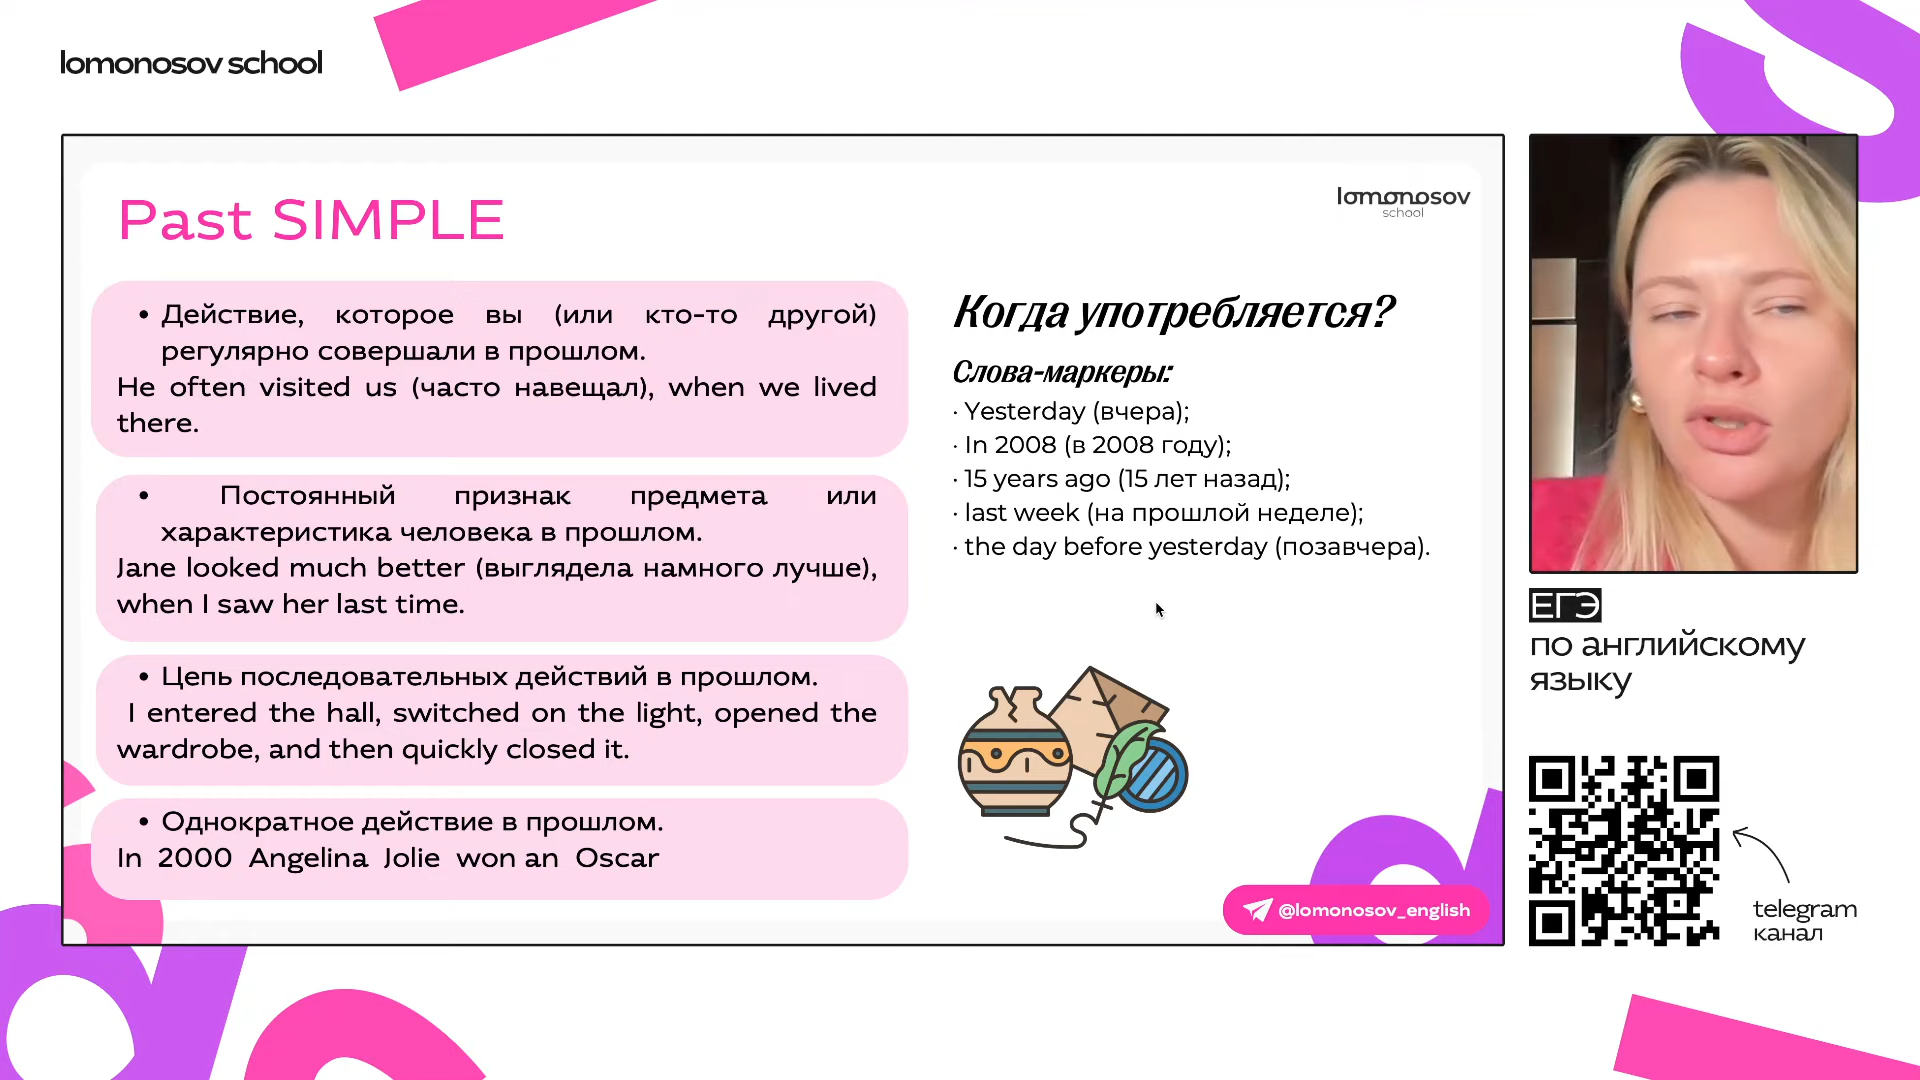 lomonosov school
Past SIMPLE
lomonosov
school
• Действие, которое вы (или кто-то другой)
регулярно совершали в прошлом.
He often visited us (часто навещал), when we lived
there.
• Постоянный признак предмета или
характеристика человека в прошлом.
Jane looked much better (выглядела намного лучше),
when I saw her last time.
• Цепь последовательных действий в прошлом.
I entered the hall, switched on the light, opened the
wardrobe, and then quickly closed it.
• Однократное действие в прошлом.
In 2000 Angelina Jolie won an Oscar
Когда употребляется?
Слова-маркеры:
· Yesterday (вчера);
· In 2008 (в 2008 году);
· 15 years ago (15 лет назад);
· last week (на прошлой неделе);
· the day before yesterday (позавчера).
@lomonosov_english
ЕГЭ
по английскому
языку
telegram
канал